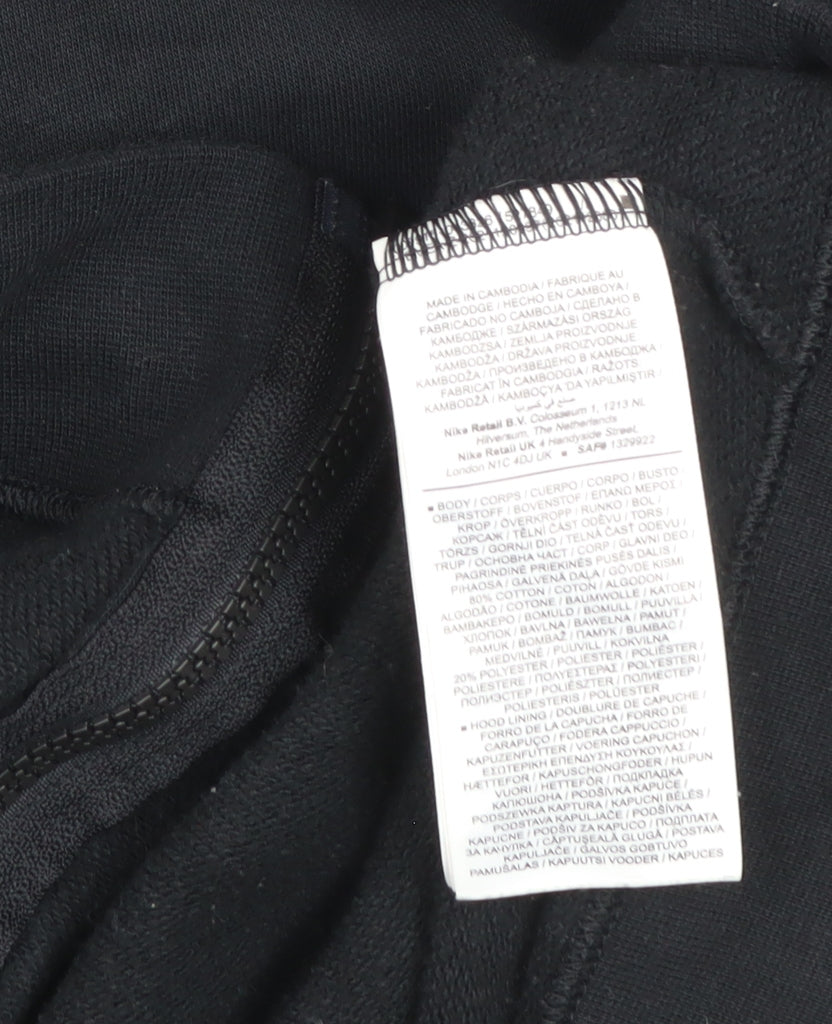 MADE IN CAMBODIA / FABRIQUE AU
CAMBODGE / HECHO EN CAMBOYA /
FABRICADO NO CAMBOJA / СДЕЛАНО В
КАМБОДЖЕ / SZÁRMAZÁSI ORSZÁG
KAMBODZSA / ZEMLJA PROIZVODNJE
KAMBODŽA / DRŽAVA PROIZVODNJE
KAMBODŽA / ПРОИЗВЕДЕНО В КАМБОДЖА /
FABRICAT ÎN CAMBODGIA / RAŽOTS
KAMBODŽĀ / KAMBOÇYA'DA YAPILMIŞTIR /
صنع في كمبوديا
Nike Retail B.V. Colosseum 1, 1213 NL
Hilversum, The Netherlands
Nike Retail UK 4 Handyside Street,
London N1C 4DJ UK ■ SAP# 1329922
■ BODY / CORPS / CUERPO / CORPO / BUSTO /
OBERSTOFF / BOVENSTOF / ΕΠΑΝΩ ΜΕΡΟΣ /
KROP / ÖVERKROPP / RUNKO / BOL /
КОРСАЖ / TĚLNÍ ČÁST ODĚVU / TORS /
TÖRZS / GORNJI DIO / TELNÁ ČASŤ ODEVU /
TRUP / ОСНОВНА ЧАСТ / CORP / GLAVNI DEO /
PAGRINDINĖ PRIEKINĖS PUSĖS DALIS /
PIHAOSA / GALVENĀ DAĻA / GÖVDE KISMI
80% COTTON / COTON / ALGODÓN /
ALGODÃO / COTONE / BAUMWOLLE / KATOEN /
ΒΑΜΒΑΚΕΡΟ / BOMULD / BOMULL / PUUVILLA /
ХЛОПОК / BAVLNA / BAWEŁNA / PAMUT /
PAMUK / BOMBAŽ / ПАМУК / BUMBAC /
MEDVILNĖ / PUUVILL / KOKVILNA
20% POLYESTER / POLIESTER / POLIÉSTER /
POLIESTERE / ΠΟΛΥΕΣΤΕΡΑΣ / POLYESTERI /
ПОЛИЭСТЕР / POLIÉSZTER / ПОЛИЕСТЕР /
POLIESTERIS / POLÜESTER
■ HOOD LINING / DOUBLURE DE CAPUCHE /
FORRO DE LA CAPUCHA / FORRO DE
CARAPUÇO / FODERA CAPPUCCIO /
KAPUZENFUTTER / VOERING CAPUCHON /
ΕΣΩΤΕΡΙΚΗ ΕΠΕΝΔΥΣΗ ΚΟΥΚΟΥΛΑΣ /
HÆTTEFOR / KAPUSCHONGFODER / HUPUN
VUORI / HETTEFÔR / ПОДКЛАДКА
КАПЮШОНА / PODŠÍVKA KAPUCE /
PODSZEWKA KAPTURA / KAPUCNI BÉLÉS /
PODSTAVA KAPULJAČE / PODŠÍVKA
KAPUCNE / PODŠIV ZA KAPUCO / ПОДПЛАТА
ЗА КАЧУЛКА / CĂPTUŞEALĂ GLUGĂ / POSTAVA
KAPULJAČE / GALVOS GOBTUVO
PAMUŠALAS / KAPUUTSI VOODER / KAPUCES